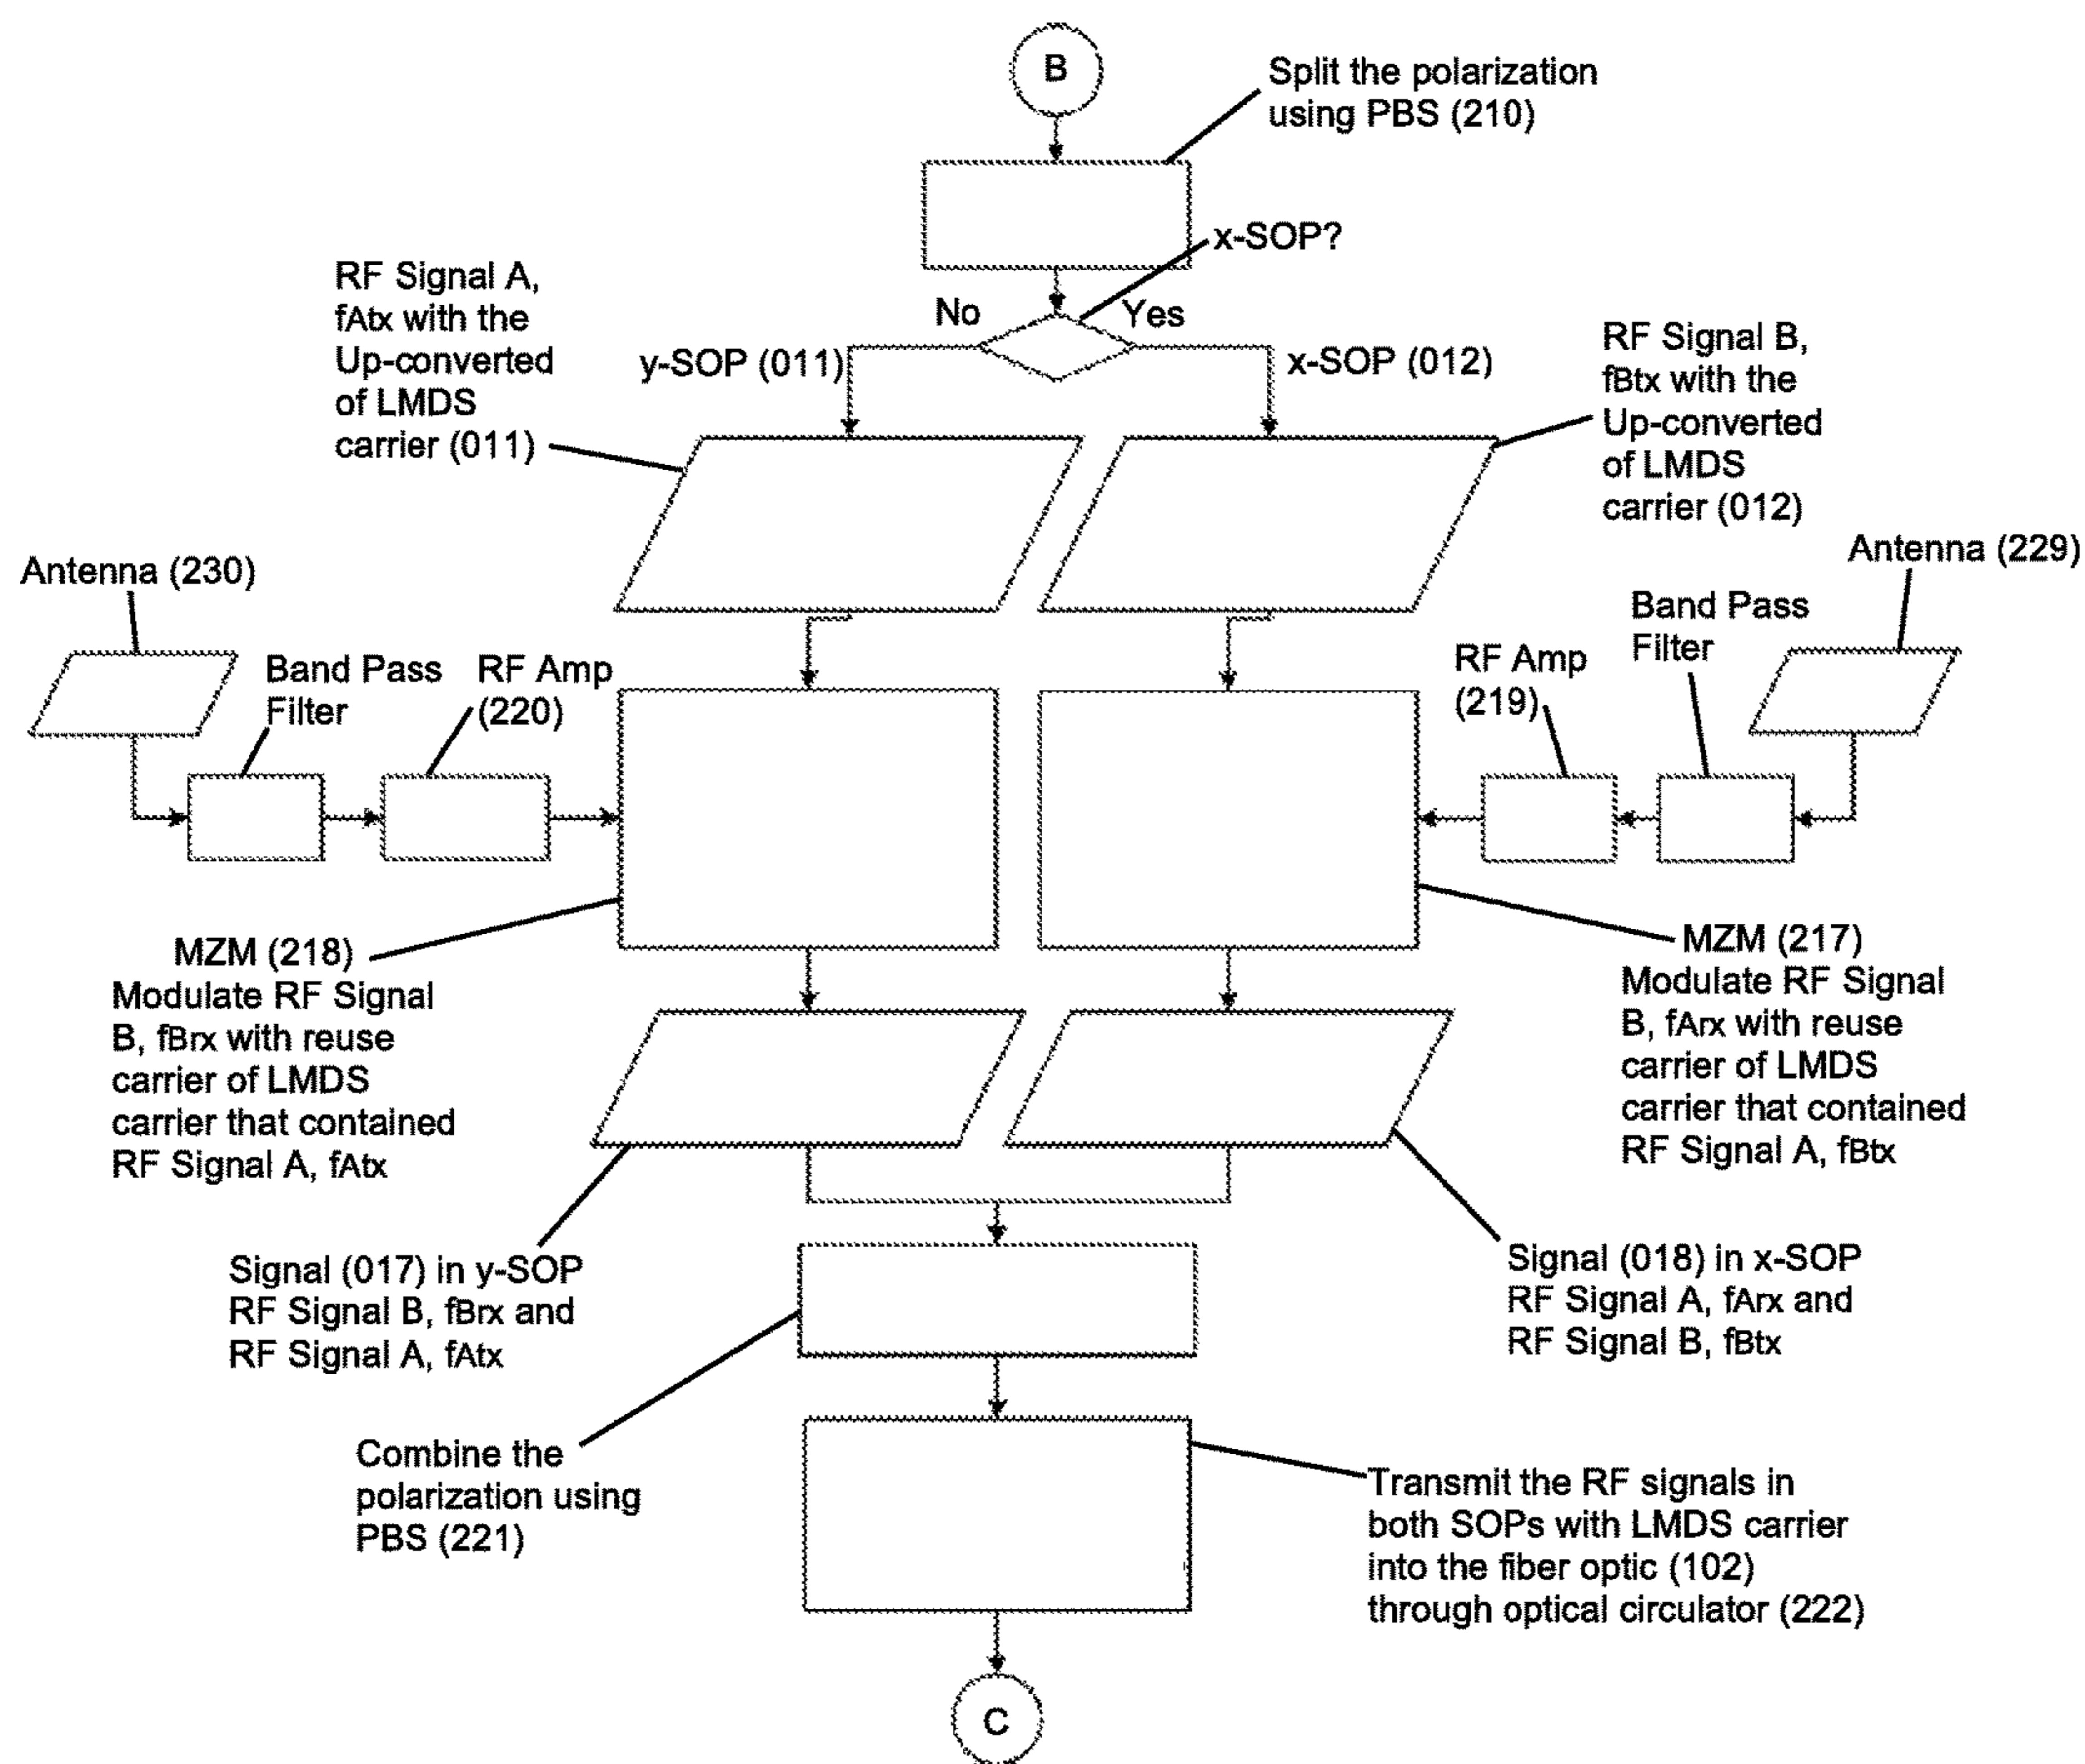 B
Split the polarization
using PBS (210)
x-SOP?
No
Yes
RF Signal A,
fAtx with the
Up-converted
of LMDS
carrier (011)
y-SOP (011)
x-SOP (012)
RF Signal B,
fBtx with the
Up-converted
of LMDS
carrier (012)
Antenna (230)
Antenna (229)
Band Pass
Filter
RF Amp
(220)
RF Amp
(219)
Band Pass
Filter
MZM (218)
Modulate RF Signal
B, fBrx with reuse
carrier of LMDS
carrier that contained
RF Signal A, fAtx
MZM (217)
Modulate RF Signal
B, fArx with reuse
carrier of LMDS
carrier that contained
RF Signal A, fBtx
Signal (017) in y-SOP
RF Signal B, fBrx and
RF Signal A, fAtx
Signal (018) in x-SOP
RF Signal A, fArx and
RF Signal B, fBtx
Combine the
polarization using
PBS (221)
Transmit the RF signals in
both SOPs with LMDS carrier
into the fiber optic (102)
through optical circulator (222)
C